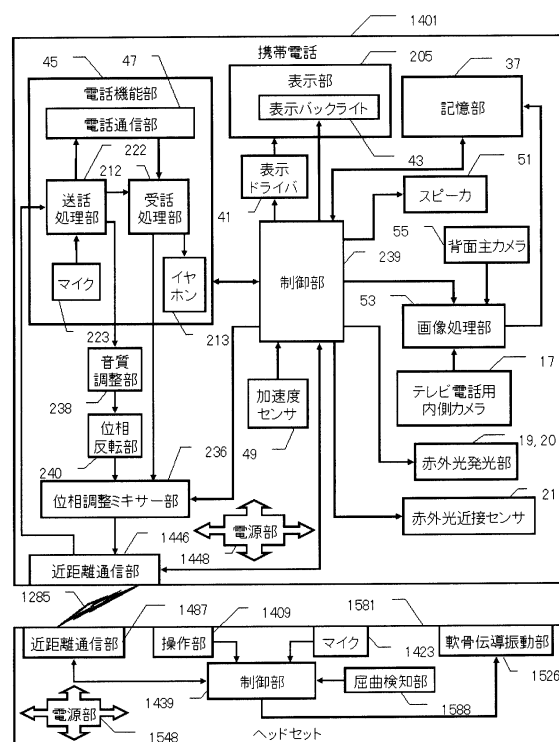 1401
携帯電話
45
47
205
37
電話機能部
電話通信部
表示部
表示バックライト
記憶部
222
212
43
51
送話
処理部
受話
処理部
表示
ドライバ
41
スピーカ
55
239
背面主カメラ
マイク
イヤ
ホン
制御部
53
画像処理部
223
213
17
音質
調整部
238
加速度
センサ
テレビ電話用
内側カメラ
位相
反転部
240
236
49
19, 20
赤外光発光部
位相調整ミキサー部
21
1446
1448
電源部
赤外光近接センサ
近距離通信部
1285
1487
1409
1581
近距離通信部
操作部
マイク
軟骨伝導振動部
1423
1526
1439
制御部
屈曲検知部
電源部
1548
1588
ヘッドセット